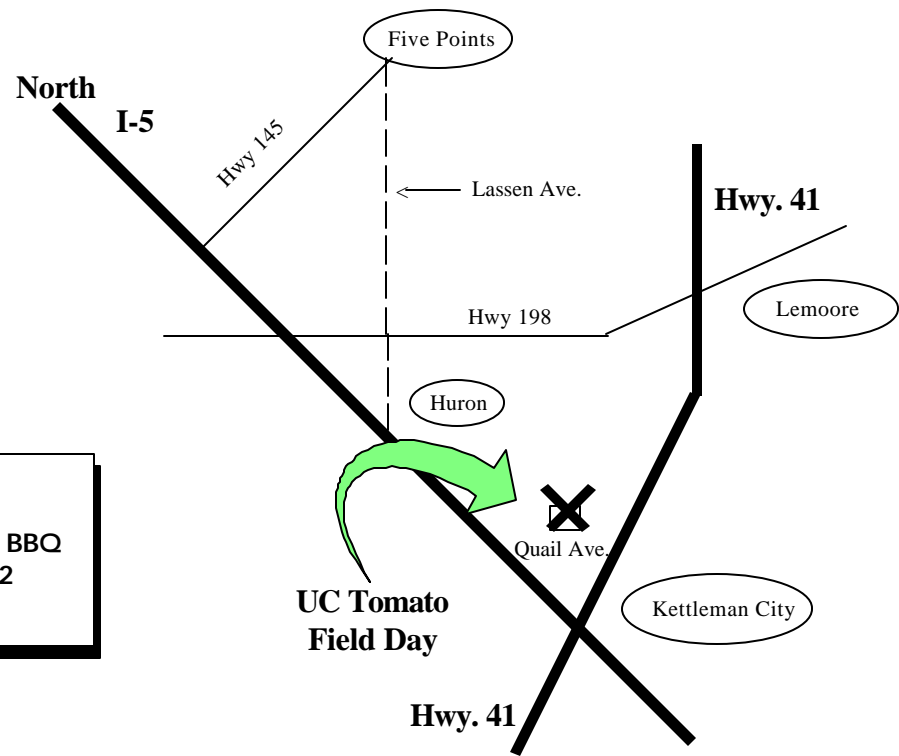 Five Points
North
I-5
Hwy 145
Lassen Ave.
Hwy. 41
Lemoore
Hwy 198
Huron
BBQ
2
Quail Ave.
UC Tomato
Field Day
Kettleman City
Hwy. 41